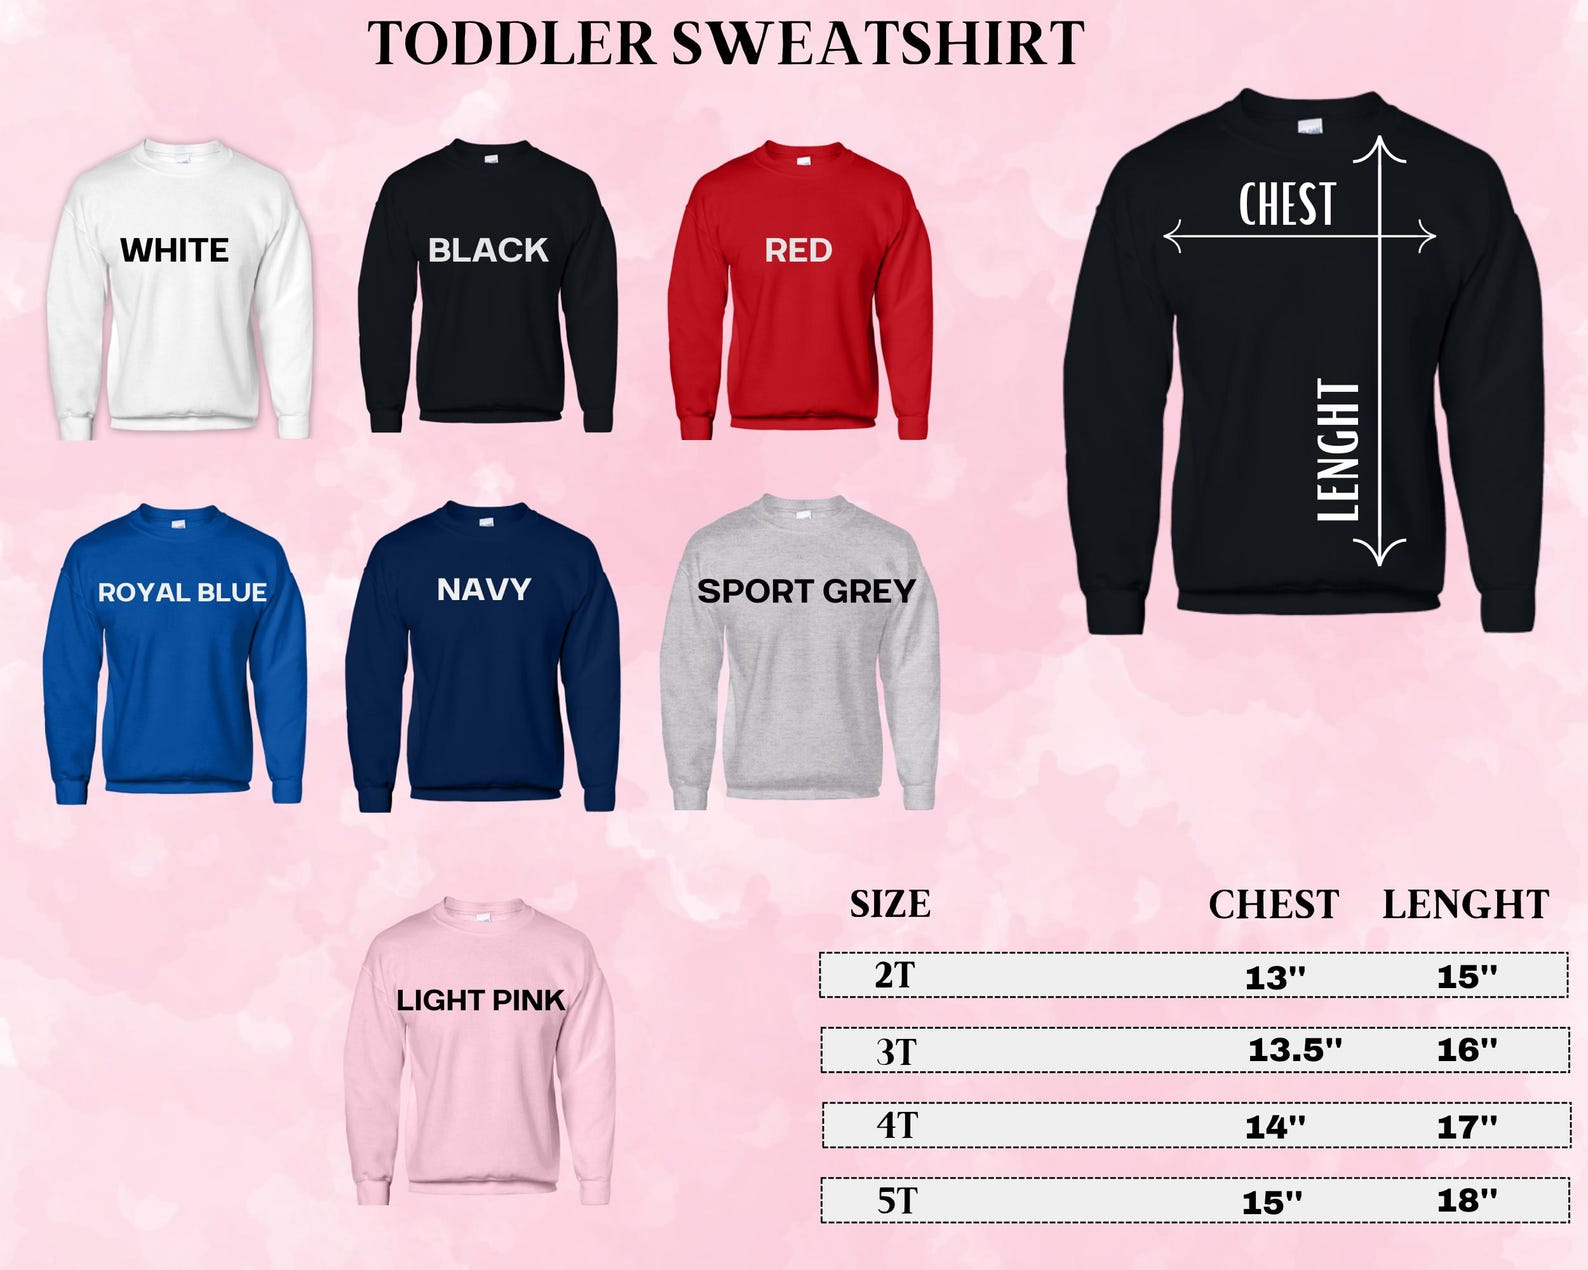 TODDLER SWEATSHIRT
WHITE
BLACK
RED
CHEST
LENGHT
ROYAL BLUE
NAVY
SPORT GREY
LIGHT PINK
SIZE CHEST LENGHT
2T 13" 15"
3T 13.5" 16"
4T 14" 17"
5T 15" 18"